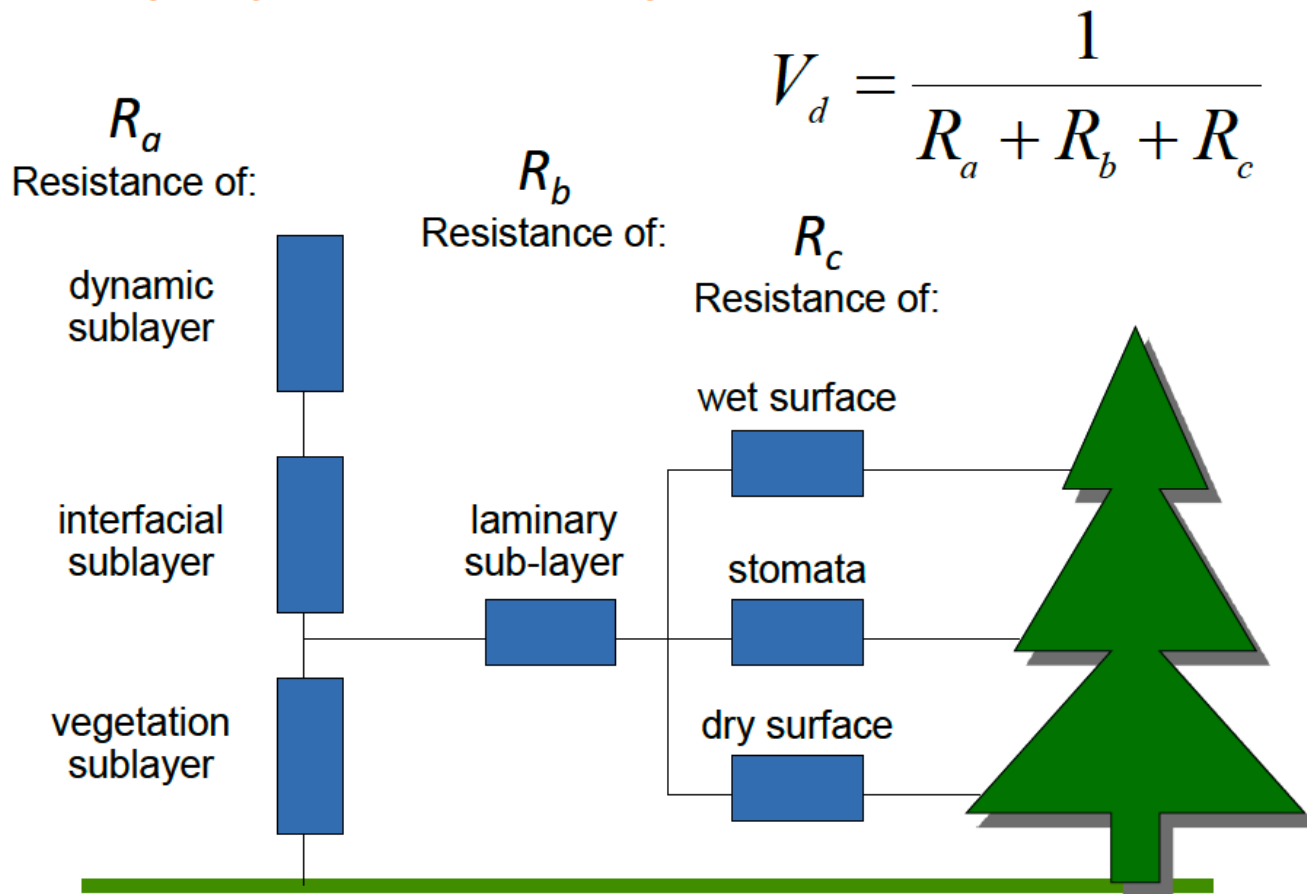 V_d = 1 / (R_a + R_b + R_c)
R_a
Resistance of:
dynamic
sublayer
interfacial
sublayer
vegetation
sublayer
R_b
Resistance of:
laminary
sub-layer
R_c
Resistance of:
wet surface
stomata
dry surface